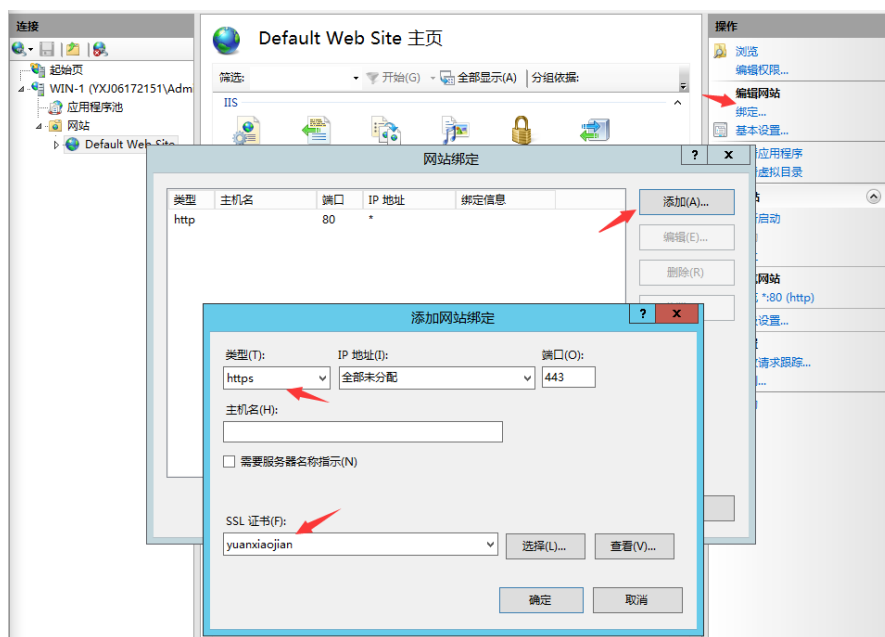 连接
起始页
WIN-1 (YXJ06172151\Adm
应用程序池
网站
Default Web Site
Default Web Site 主页
筛选:
开始(G)
全部显示(A)
分组依据:
IIS
操作
浏览
编辑权限...
编辑网站
绑定...
基本设置...
应用程序
虚拟目录
启动
网站
*:80 (http)
设置...
请求跟踪...
网站绑定
? x
类型 主机名 端口 IP 地址 绑定信息
http 80 *
添加(A)...
编辑(E)...
删除(R)
添加网站绑定
? x
类型(T): IP 地址(I): 端口(O):
https 全部未分配 443
主机名(H):
需要服务器名称指示(N)
SSL 证书(F):
yuanxiaojian 选择(L)... 查看(V)...
确定 取消